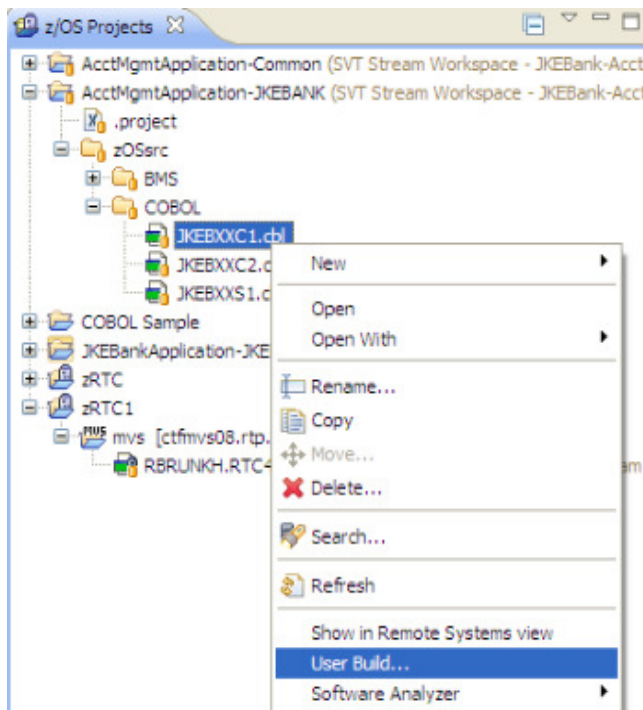 z/OS Projects
AcctMgmtApplication-Common (SVT Stream Workspace - JKEBank-Acct
AcctMgmtApplication-JKEBANK (SVT Stream Workspace - JKEBank-Acct
.project
zOSsrc
BMS
COBOL
JKEBXXC1.cbl
JKEBXXC2.c
JKEBXXS1.c
COBOL Sample
JKEBankApplication-JKE
zRTC
zRTC1
MVS mvs [ctfmvs08.rtp.
RBRUNKH.RTC4
am
New
Open
Open With
Rename...
Copy
Move...
Delete...
Search...
Refresh
Show in Remote Systems view
User Build...
Software Analyzer